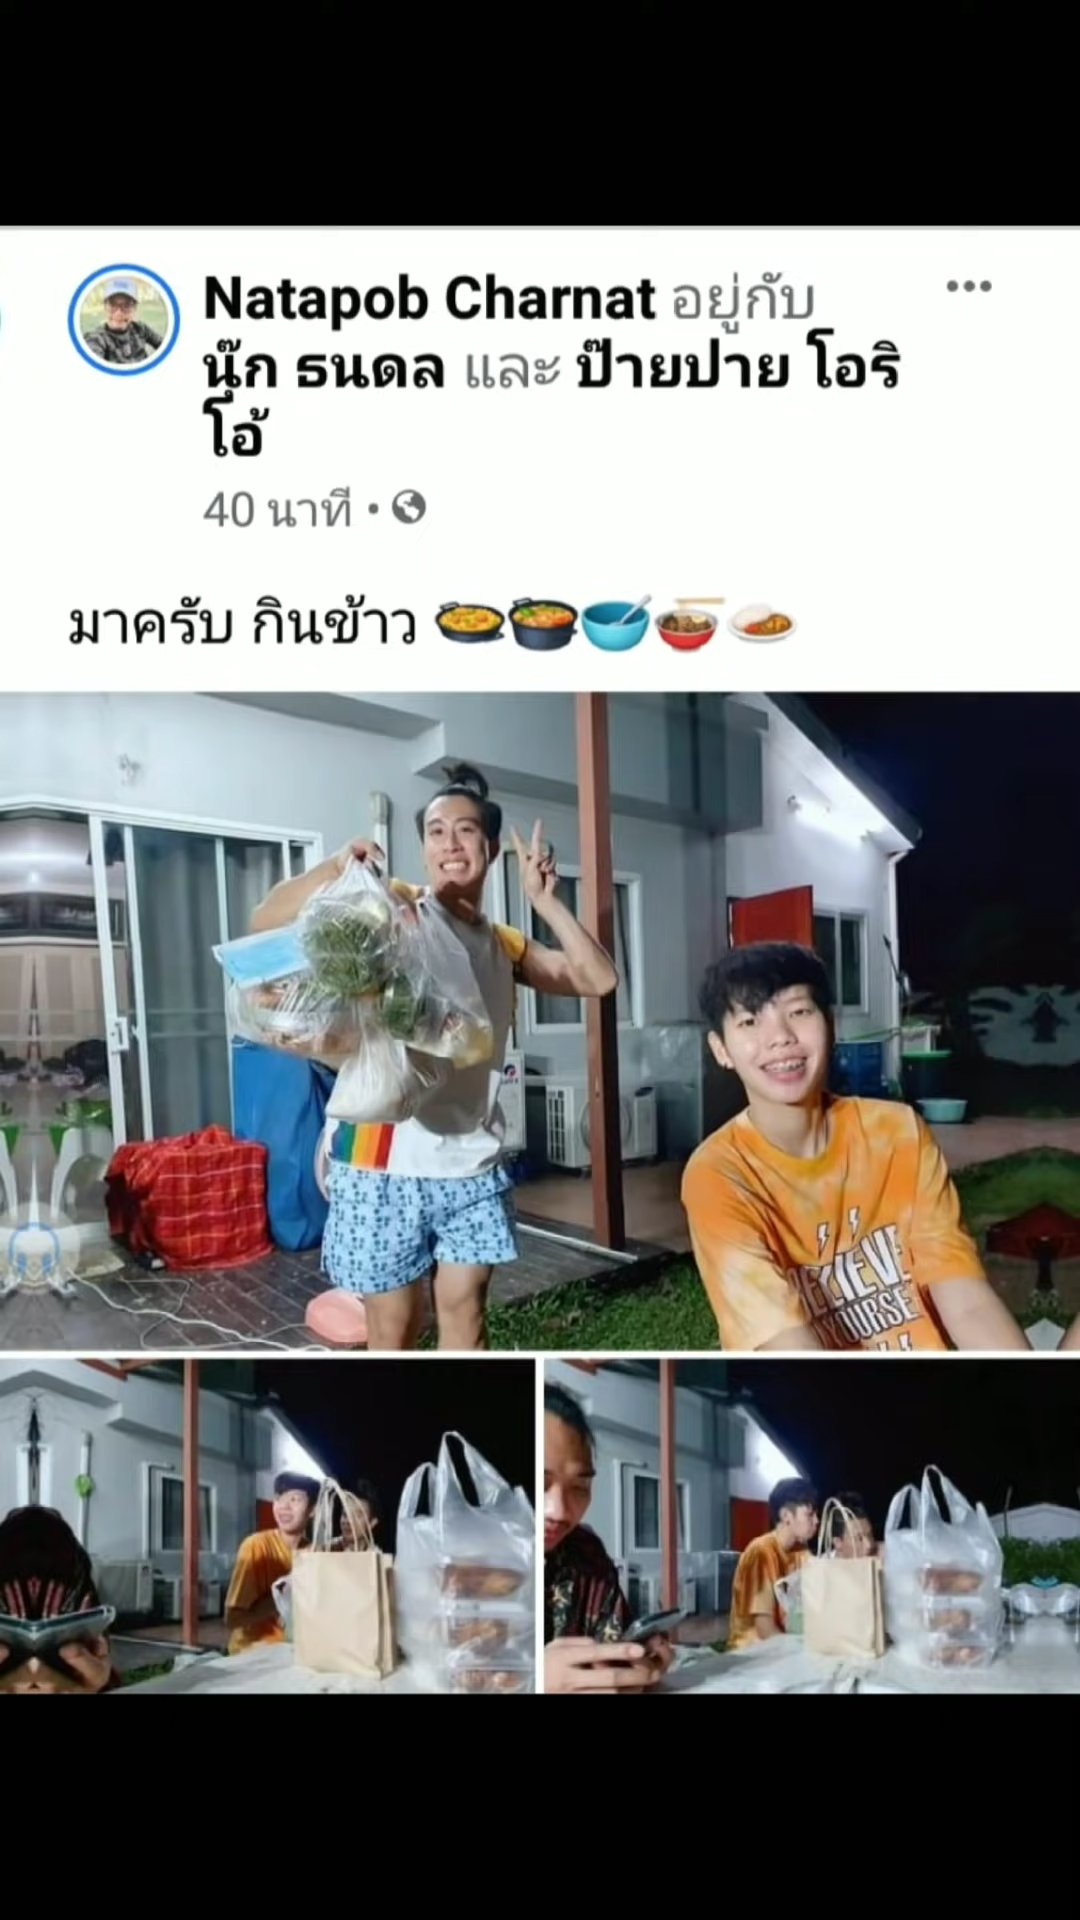 Natapob Charnat อยู่กับ
นุ๊ก ธนดล และ ป๊ายปาย โอริ
โอ้
40 นาที
มาครับ กินข้าว
BELIEVE
YOURSE